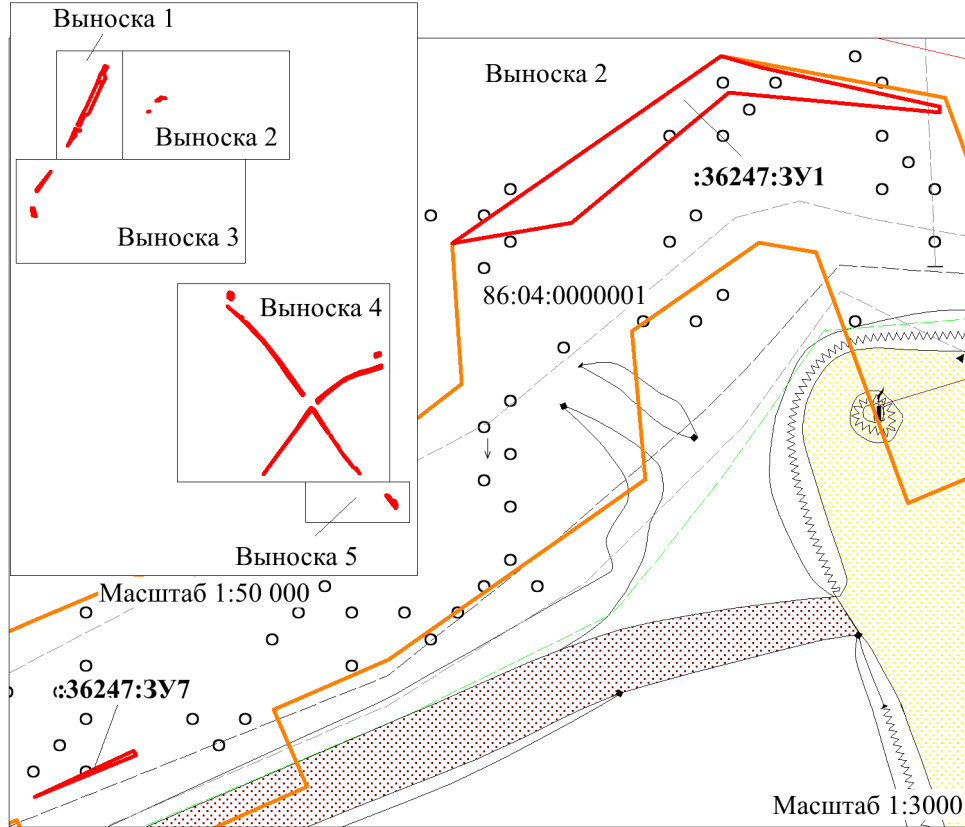 Выноска 1
Выноска 2
Выноска 2
:36247:ЗУ1
Выноска 3
86:04:0000001
Выноска 4
Выноска 5
Масштаб 1:50 000
:36247:ЗУ7
Масштаб 1:3000